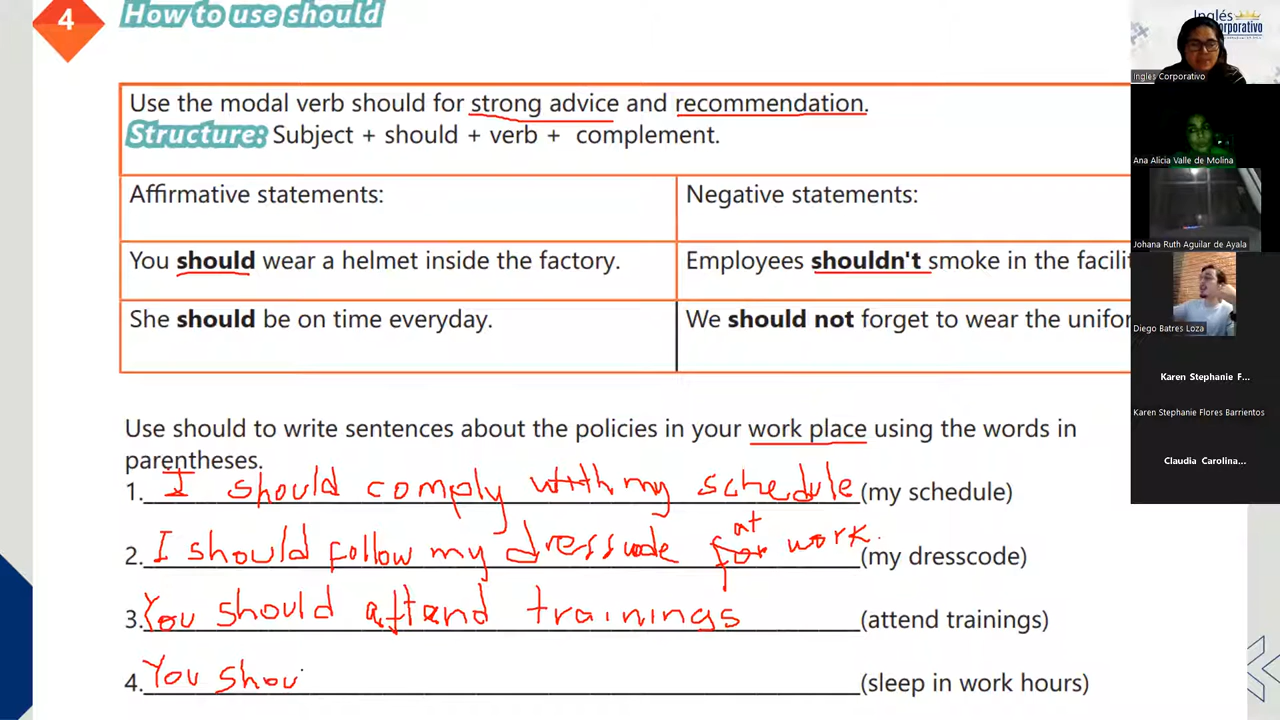 4 How to use should
Inglés
Corporativo
Ingles Corporativo
Use the modal verb should for strong advice and recommendation.
Structure: Subject + should + verb + complement.
Ana Alicia Valle de Molina
Affirmative statements:
Negative statements:
Johana Ruth Aguilar de Ayala
You should wear a helmet inside the factory.
Employees shouldn't smoke in the facilit
She should be on time everyday.
We should not forget to wear the unifor
Diego Batres Loza
Karen Stephanie F...
Karen Stephanie Flores Barrientos
Claudia Carolina...
Use should to write sentences about the policies in your work place using the words in
parentheses.
1. I should comply with my schedule (my schedule)
2. I should follow my dresscode for at work. (my dresscode)
3. You should attend trainings (attend trainings)
4. You shou (sleep in work hours)